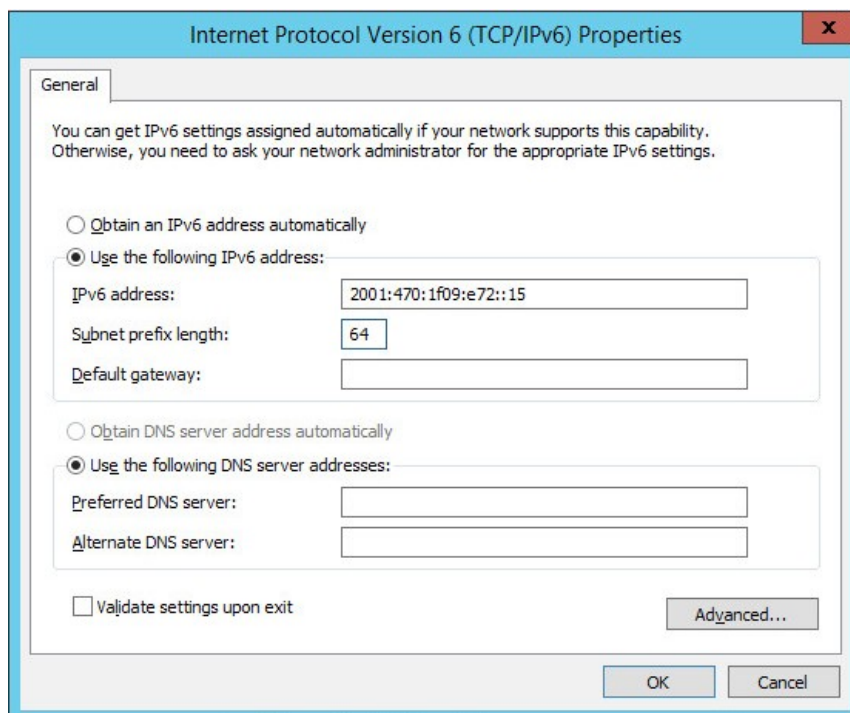 Internet Protocol Version 6 (TCP/IPv6) Properties
x
General
You can get IPv6 settings assigned automatically if your network supports this capability.
Otherwise, you need to ask your network administrator for the appropriate IPv6 settings.
Obtain an IPv6 address automatically
Use the following IPv6 address:
IPv6 address: 2001:470:1f09:e72::15
Subnet prefix length: 64
Default gateway:
Obtain DNS server address automatically
Use the following DNS server addresses:
Preferred DNS server:
Alternate DNS server:
Validate settings upon exit
Advanced...
OK Cancel